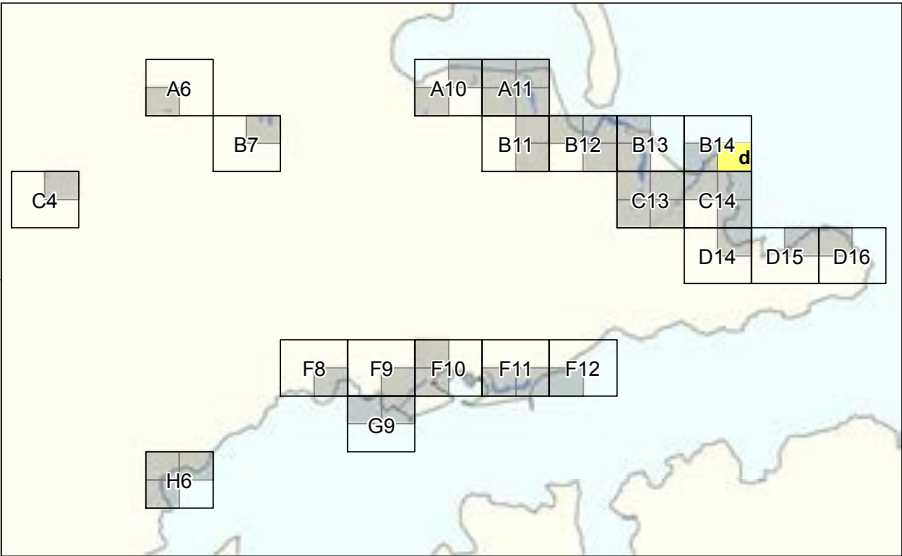 A6 A10 A11
B7 B11 B12 B13 B14 d
C4 C13 C14
D14 D15 D16
F8 F9 F10 F11 F12
G9
H6